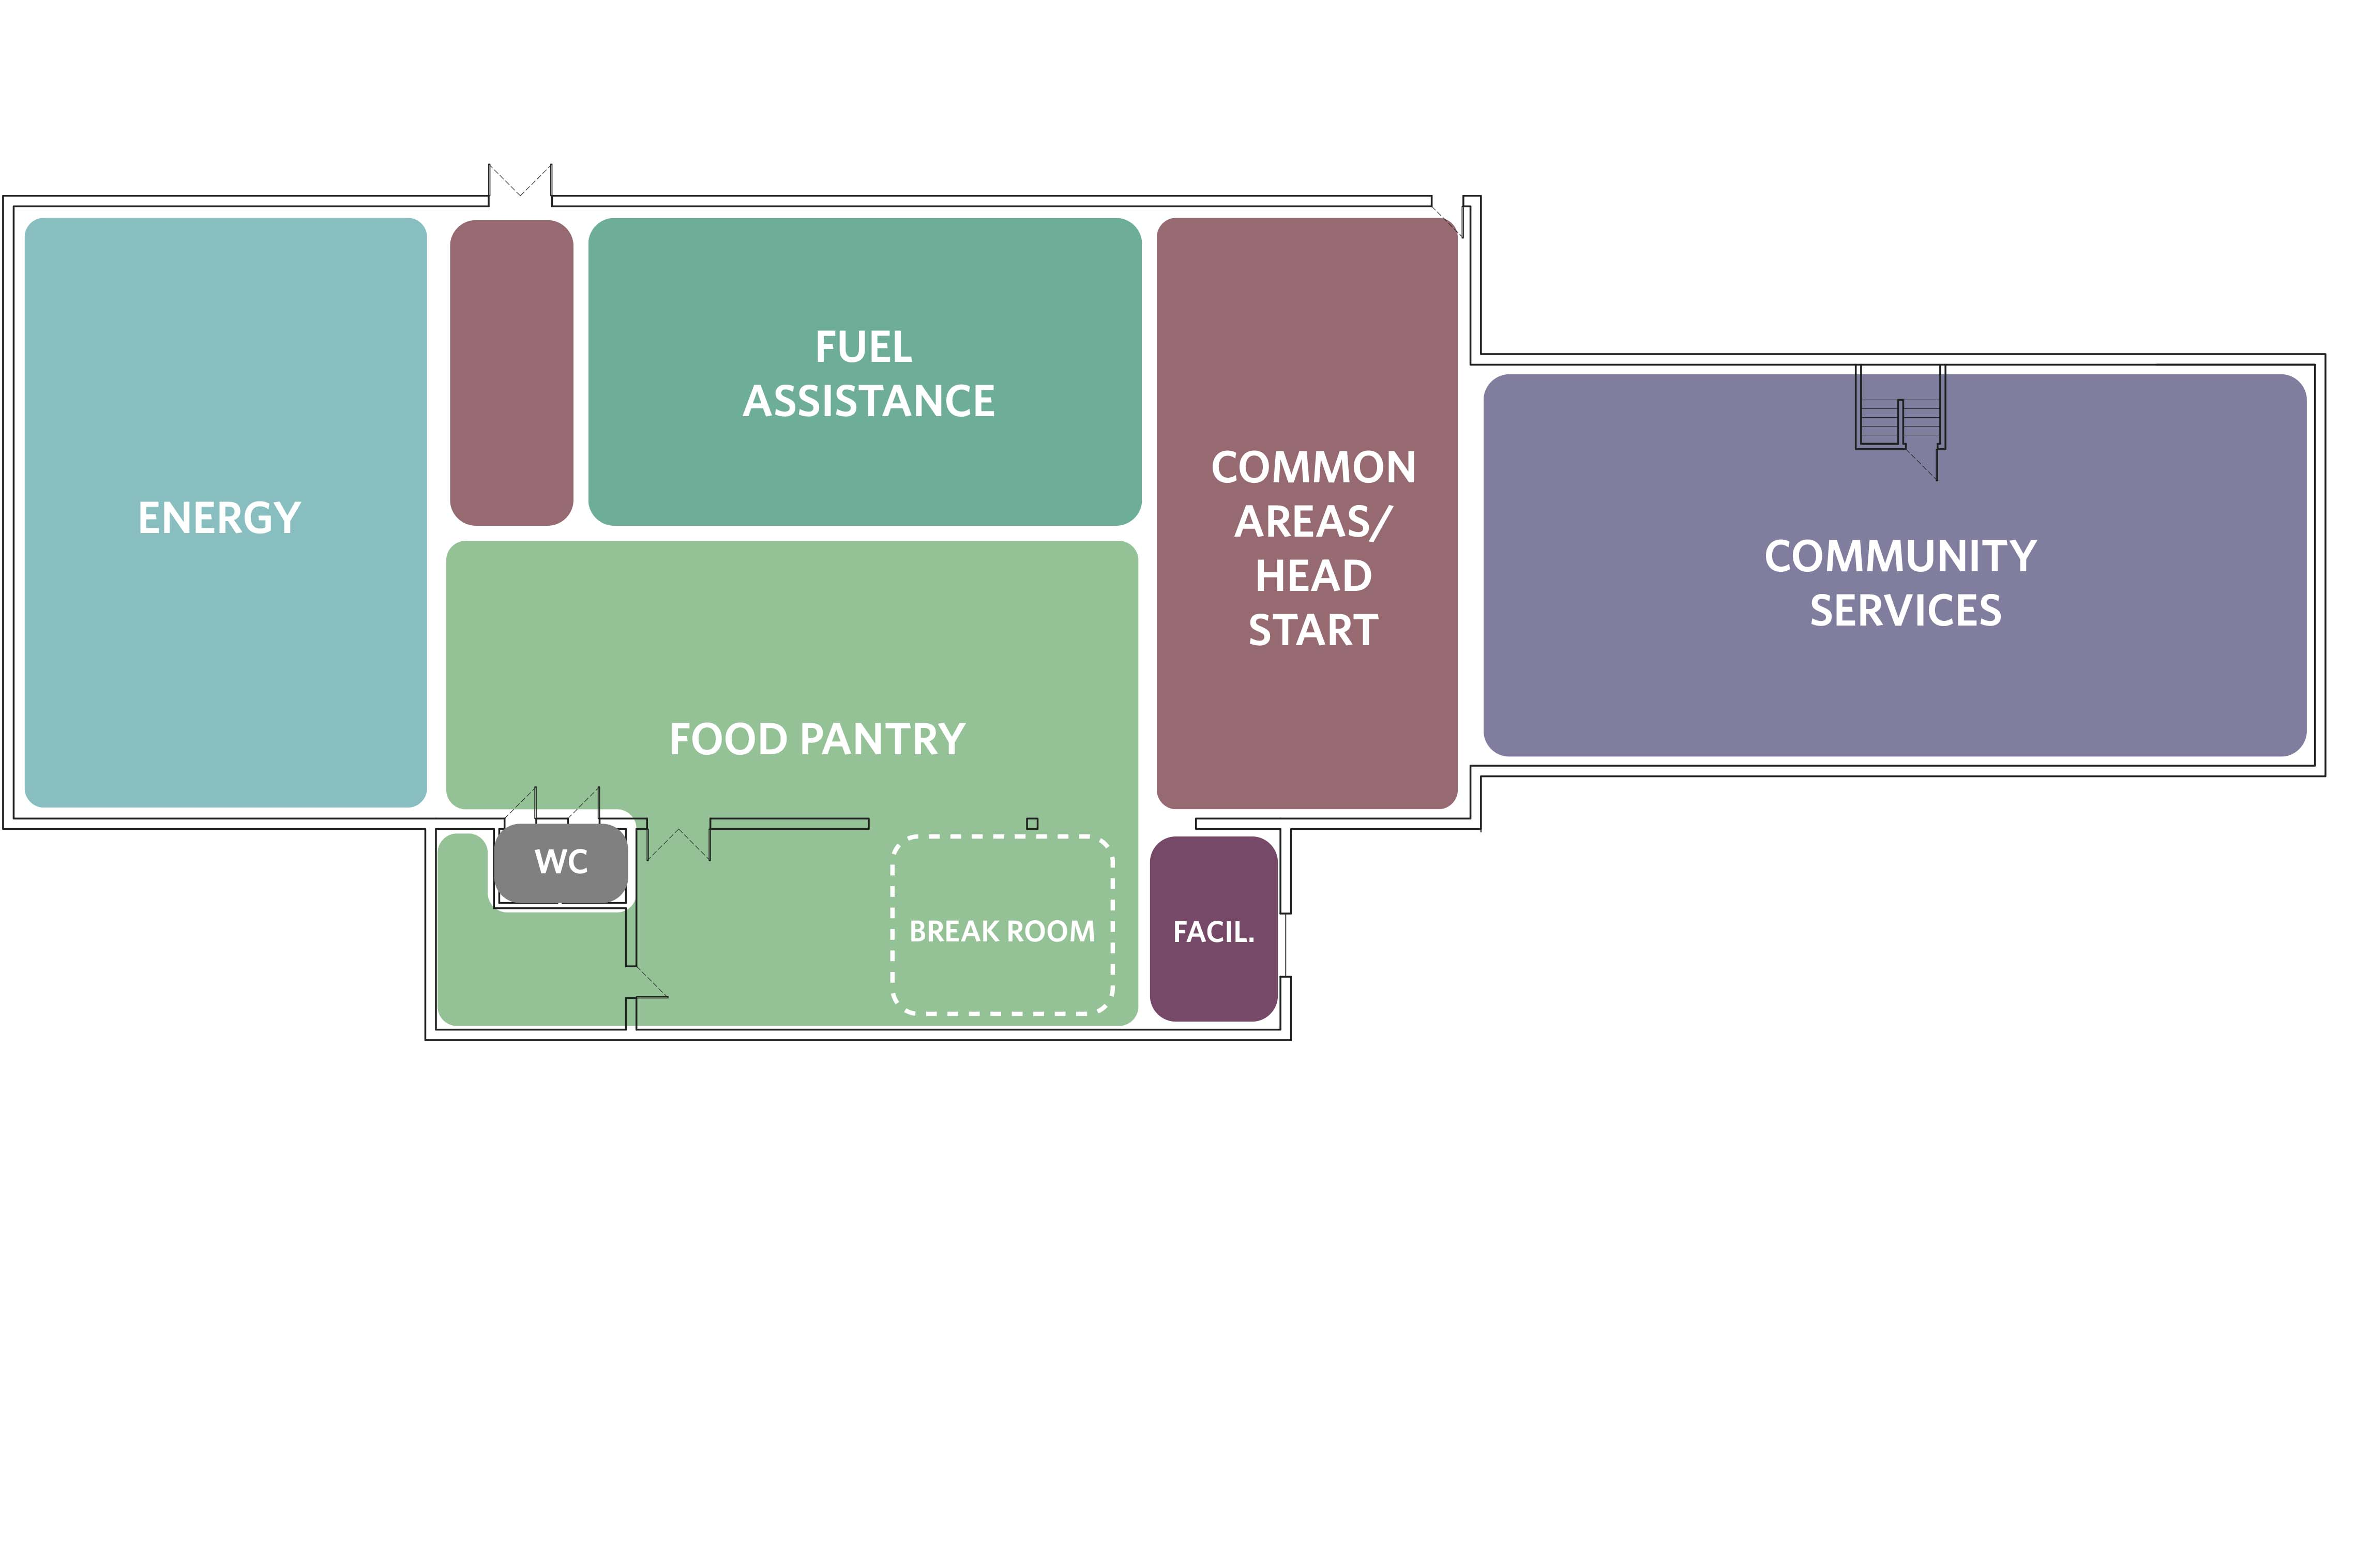 ENERGY
FUEL
ASSISTANCE
FOOD PANTRY
COMMON
AREAS/
HEAD
START
COMMUNITY
SERVICES
WC
BREAK ROOM
FACIL.